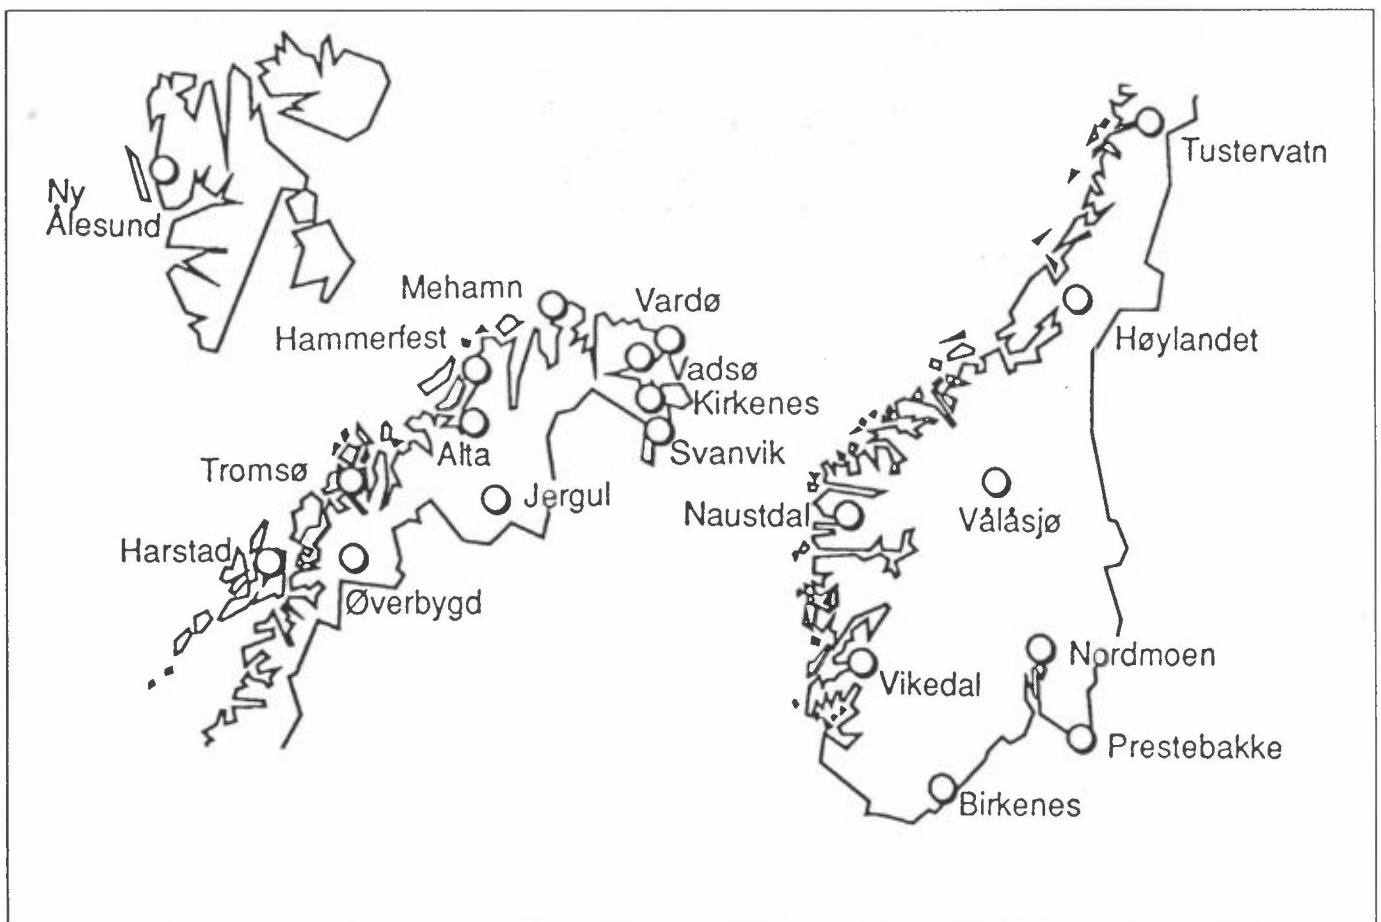 Ny
Ålesund
Mehamn
Hammerfest
Vardø
Vadsø
Kirkenes
Svanvik
Alta
Tromsø
Jergul
Harstad
Øverbygd
Tustervatn
Høylandet
Naustdal
Vålåsjø
Vikedal
Nordmoen
Prestebakke
Birkenes